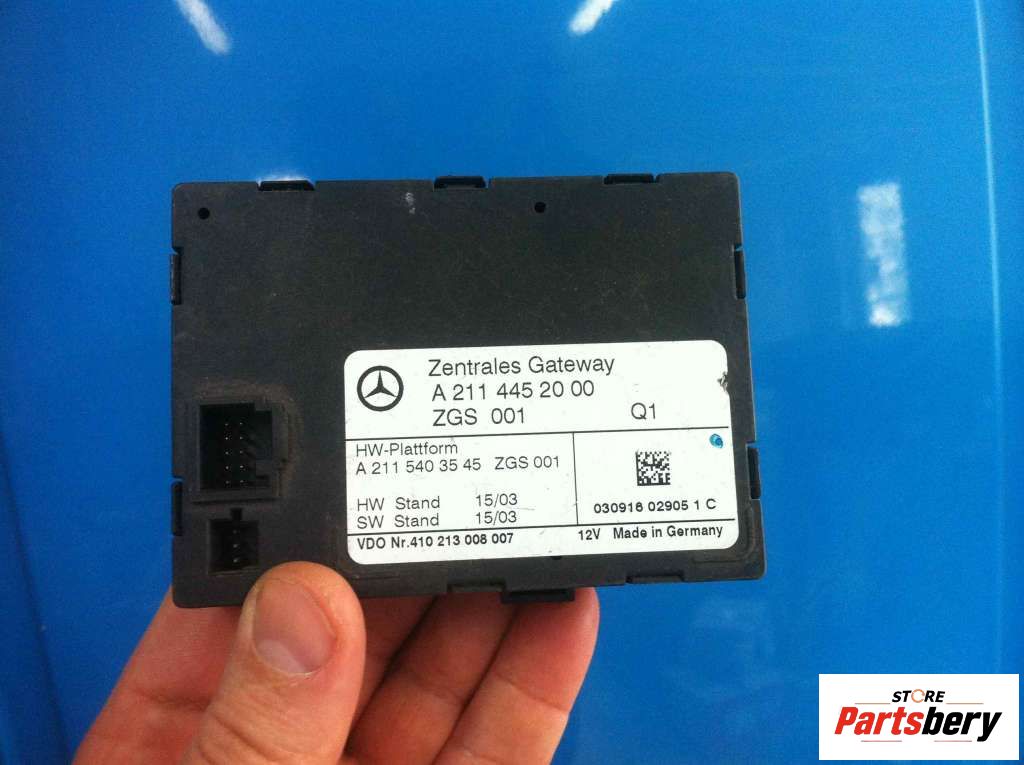 Zentrales Gateway
A 211 445 20 00
ZGS 001 Q1
HW-Plattform
A 211 540 35 45 ZGS 001
HW Stand 15/03
SW Stand 15/03
030918 02905 1 C
VDO Nr.410 213 008 007 12V Made in Germany
STORE
Partsbery